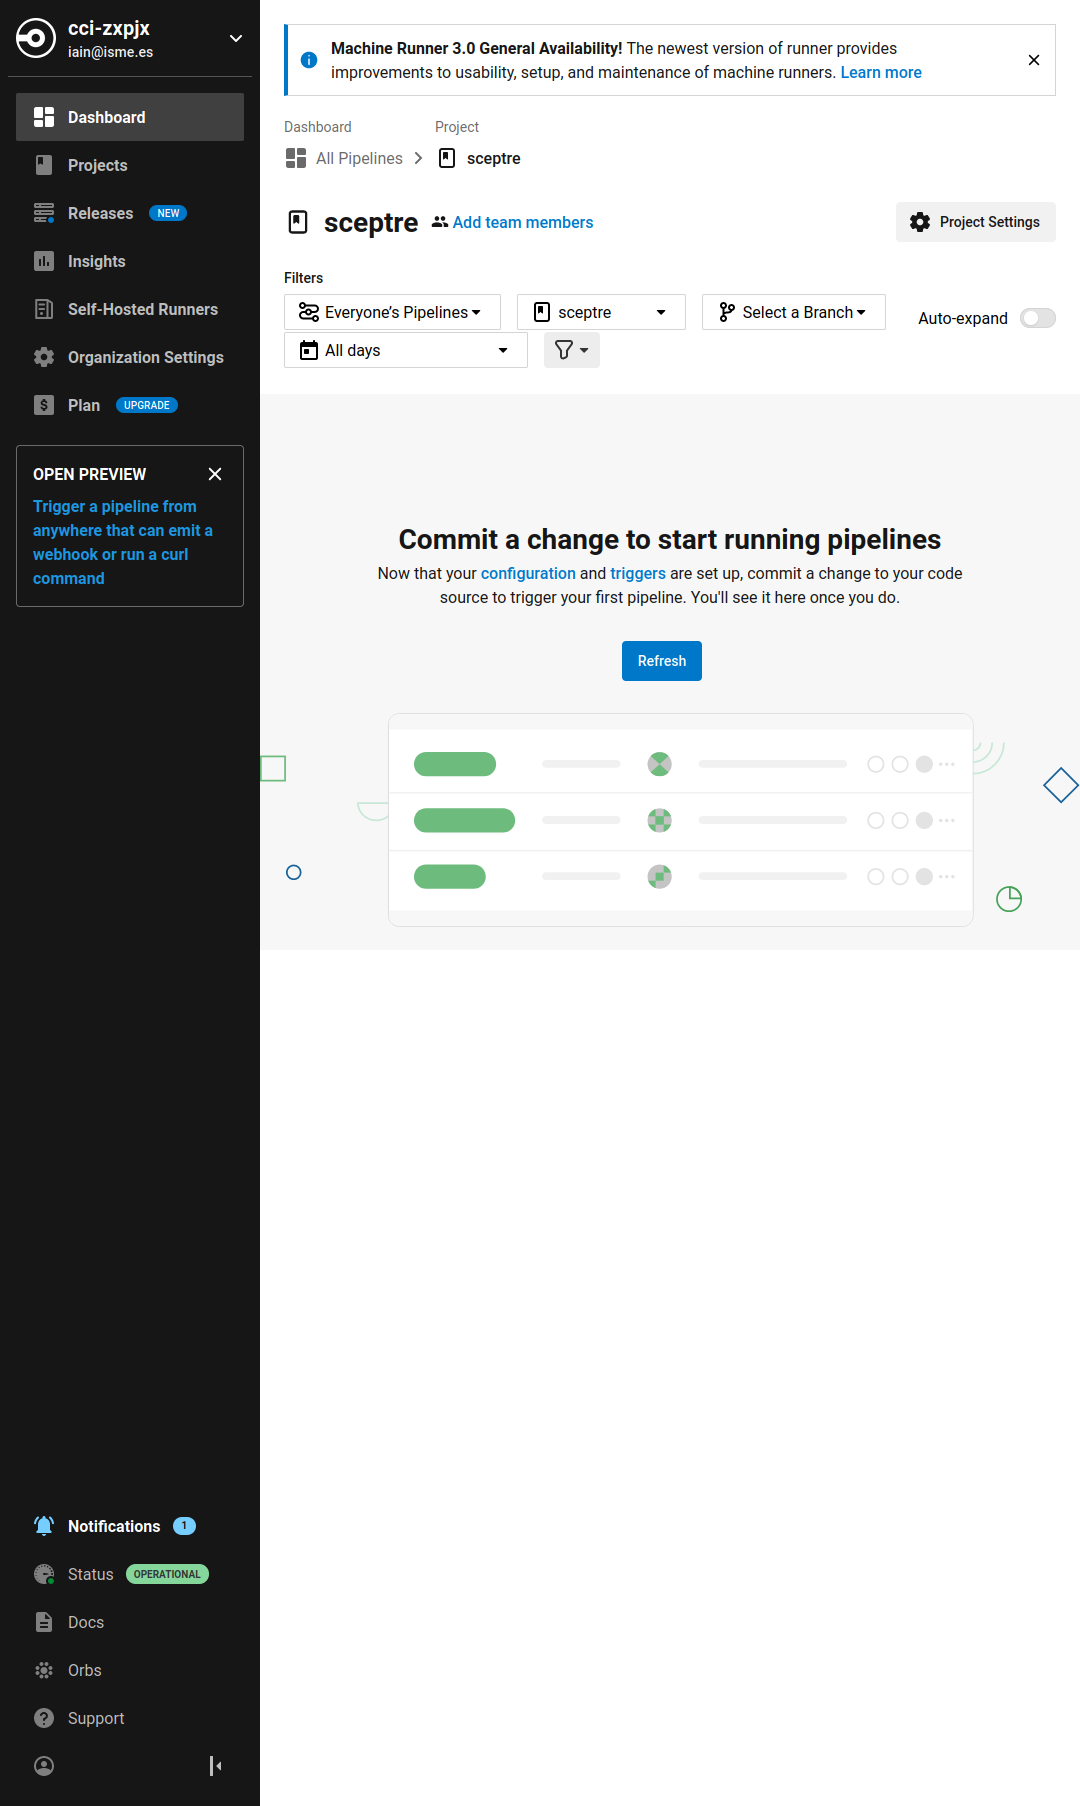 cci-zxpjx
iain@isme.es
Dashboard
Projects
Releases NEW
Insights
Self-Hosted Runners
Organization Settings
Plan UPGRADE
OPEN PREVIEW
Trigger a pipeline from
anywhere that can emit a
webhook or run a curl
command
Notifications 1
Status OPERATIONAL
Docs
Orbs
Support
Machine Runner 3.0 General Availability! The newest version of runner provides
improvements to usability, setup, and maintenance of machine runners. Learn more
Dashboard Project
All Pipelines sceptre
sceptre Add team members Project Settings
Filters
Everyone’s Pipelines sceptre Select a Branch Auto-expand
All days
Commit a change to start running pipelines
Now that your configuration and triggers are set up, commit a change to your code
source to trigger your first pipeline. You'll see it here once you do.
Refresh